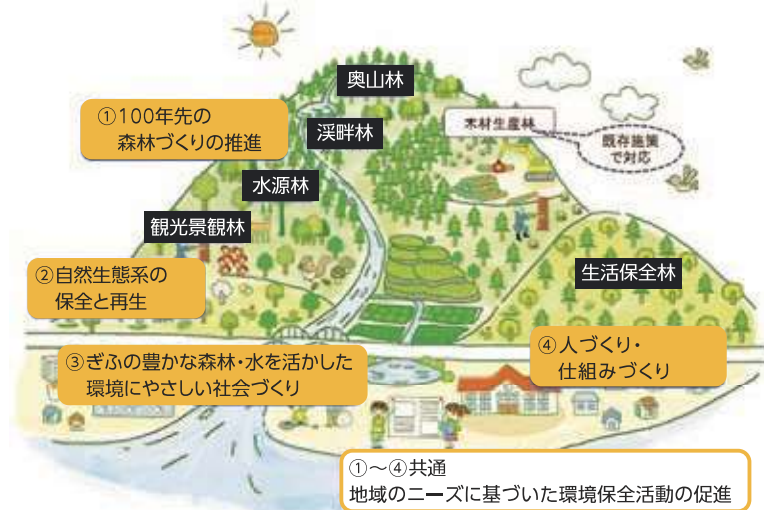 奥山林
①100年先の
森林づくりの推進
渓畔林
木材生産林
既存施策
で対応
水源林
観光景観林
②自然生態系の
保全と再生
生活保全林
③ぎふの豊かな森林・水を活かした
環境にやさしい社会づくり
④人づくり・
仕組みづくり
①～④共通
地域のニーズに基づいた環境保全活動の促進